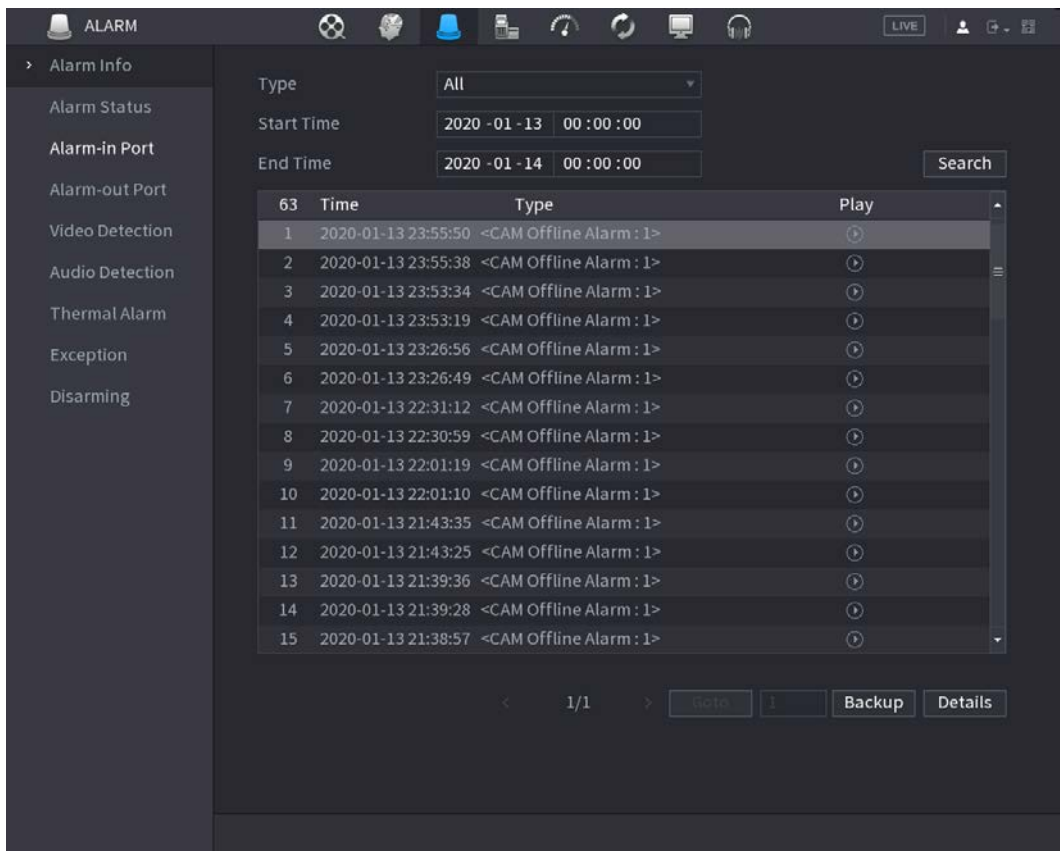 ALARM
LIVE
Alarm Info
Alarm Status
Alarm-in Port
Alarm-out Port
Video Detection
Audio Detection
Thermal Alarm
Exception
Disarming
Type All
Start Time 2020 -01 -13 00 :00 :00
End Time 2020 -01 -14 00 :00 :00
Search
63 Time Type Play
1 2020-01-13 23:55:50 <CAM Offline Alarm : 1>
2 2020-01-13 23:55:38 <CAM Offline Alarm : 1>
3 2020-01-13 23:53:34 <CAM Offline Alarm : 1>
4 2020-01-13 23:53:19 <CAM Offline Alarm : 1>
5 2020-01-13 23:26:56 <CAM Offline Alarm : 1>
6 2020-01-13 23:26:49 <CAM Offline Alarm : 1>
7 2020-01-13 22:31:12 <CAM Offline Alarm : 1>
8 2020-01-13 22:30:59 <CAM Offline Alarm : 1>
9 2020-01-13 22:01:19 <CAM Offline Alarm : 1>
10 2020-01-13 22:01:10 <CAM Offline Alarm : 1>
11 2020-01-13 21:43:35 <CAM Offline Alarm : 1>
12 2020-01-13 21:43:25 <CAM Offline Alarm : 1>
13 2020-01-13 21:39:36 <CAM Offline Alarm : 1>
14 2020-01-13 21:39:28 <CAM Offline Alarm : 1>
15 2020-01-13 21:38:57 <CAM Offline Alarm : 1>
< 1/1 > Goto 1 Backup Details